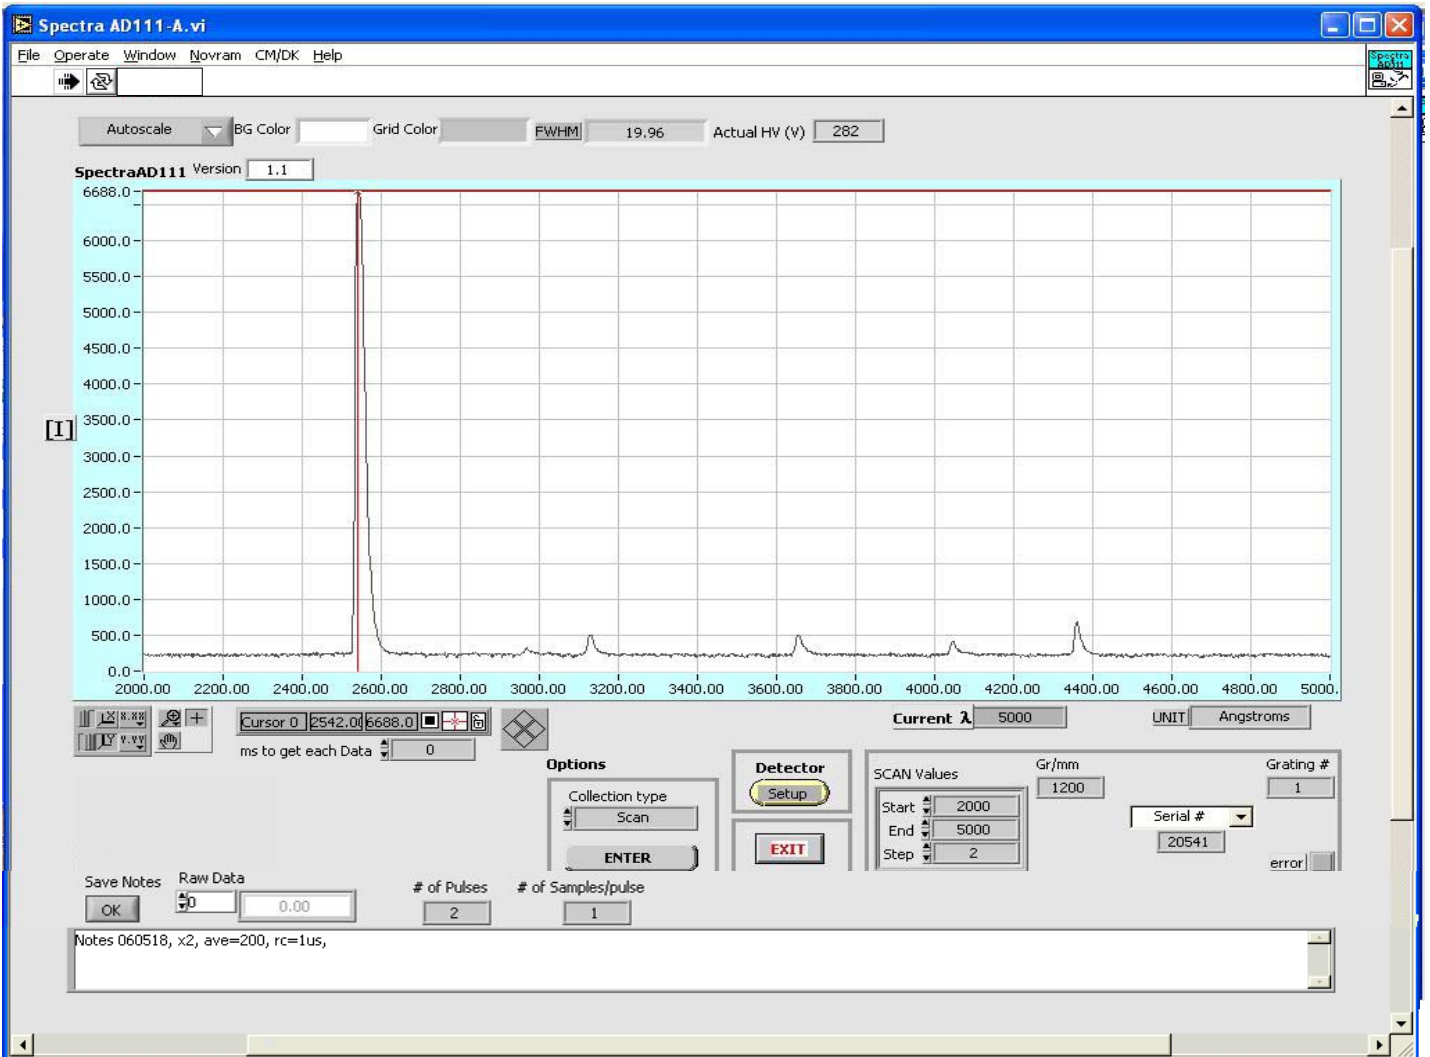 Spectra AD111-A.vi
File Operate Window Novram CM/DK Help
Spectra
AD111
Autoscale BG Color Grid Color FWHM 19.96 Actual HV (V) 282
SpectraAD111 Version 1.1
6688.0
6000.0
5500.0
5000.0
4500.0
4000.0
[I]
3500.0
3000.0
2500.0
2000.0
1500.0
1000.0
500.0
0.0
2000.00 2200.00 2400.00 2600.00 2800.00 3000.00 3200.00 3400.00 3600.00 3800.00 4000.00 4200.00 4400.00 4600.00 4800.00 5000.
X x.xx
Y y.yy
Cursor 0 2542.00 6688.0
Current λ 5000 UNIT Angstroms
ms to get each Data 0
Options
Collection type
Scan
ENTER
Detector
Setup
EXIT
SCAN Values
Start 2000
End 5000
Step 2
Gr/mm
1200
Serial #
20541
Grating #
1
error
Save Notes
OK
Raw Data
0 0.00
# of Pulses
2
# of Samples/pulse
1
Notes 060518, x2, ave=200, rc=1us,